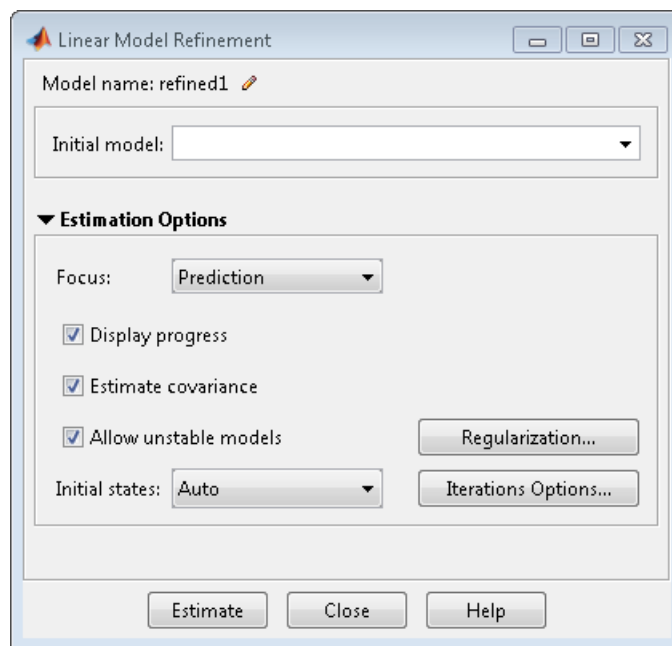 Linear Model Refinement
Model name: refined1
Initial model:
Estimation Options
Focus: Prediction
Display progress
Estimate covariance
Allow unstable models Regularization...
Initial states: Auto Iterations Options...
Estimate Close Help